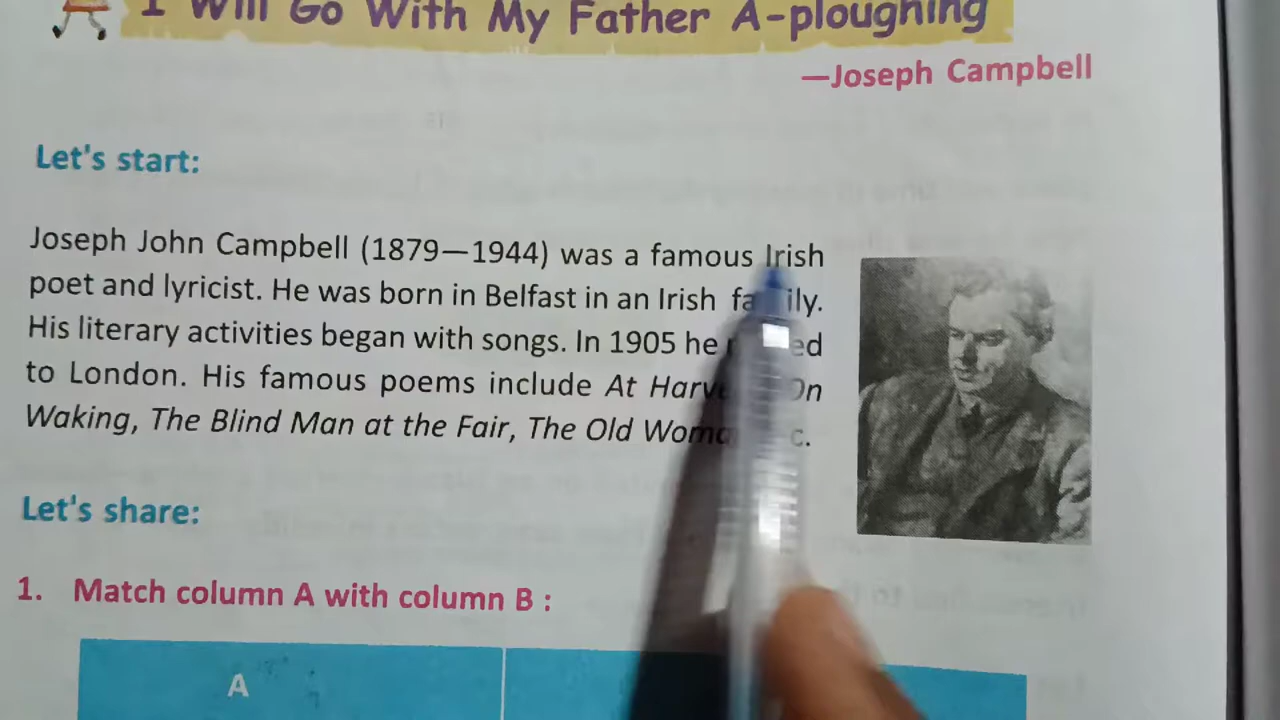 I Will Go With My Father A-ploughing
—Joseph Campbell
Let's start:
Joseph John Campbell (1879—1944) was a famous Irish
poet and lyricist. He was born in Belfast in an Irish family.
His literary activities began with songs. In 1905 he
to London. His famous poems include At On
Waking, The Blind Man at the Fair, The Old
Let's share:
1. Match column A with column B :
A